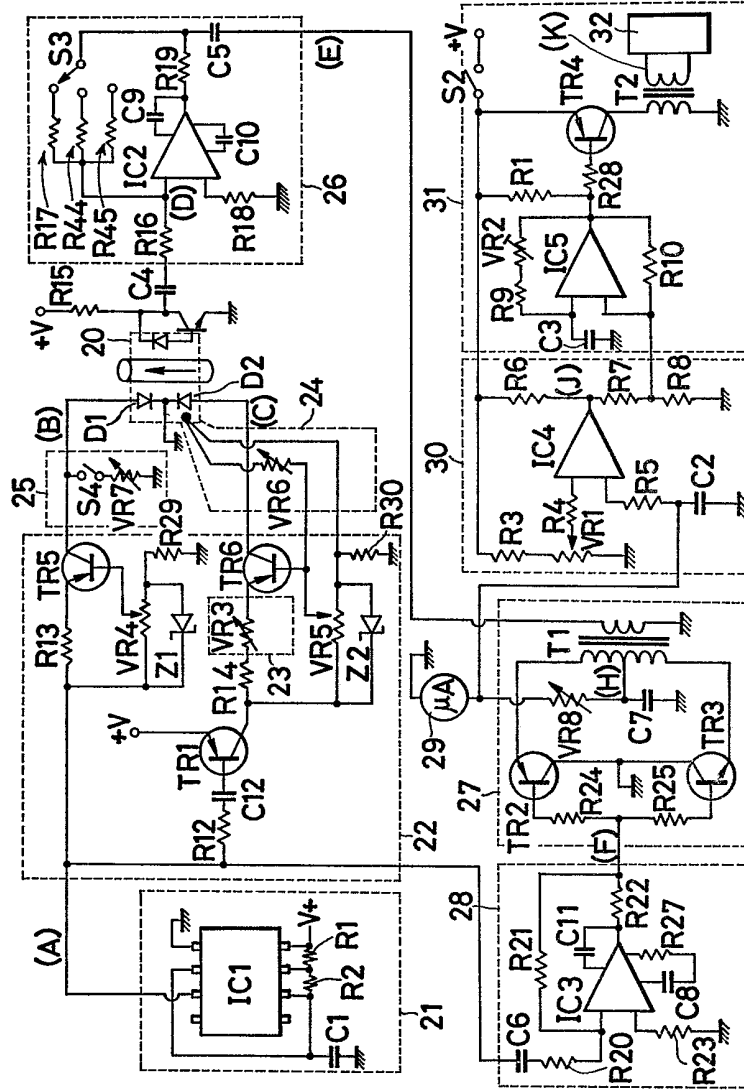 (A)
21
IC1
V+
R1
R2
C1
22
R13
TR5
VR4
R29
Z1
+V
TR1
R12
C12
R14
VR3
23
TR6
VR5
Z2
R30
25
S4
VR7
(B)
D1
D2
(C)
24
VR6
20
+V
R15
C4
R16
(D)
R17
R44
R45
S3
IC2
C9
R19
C10
R18
26
C5
(E)
28
C6
R20
R21
IC3
C11
R22
R27
C8
R23
(F)
27
TR2
R24
R25
TR3
VR8
(H)
C7
T1
29
µA
30
R3
R4
VR1
IC4
R5
C2
R6
(J)
R7
R8
31
R9
VR2
C3
IC5
R10
R1
R28
TR4
S2
+V
T2
(K)
32